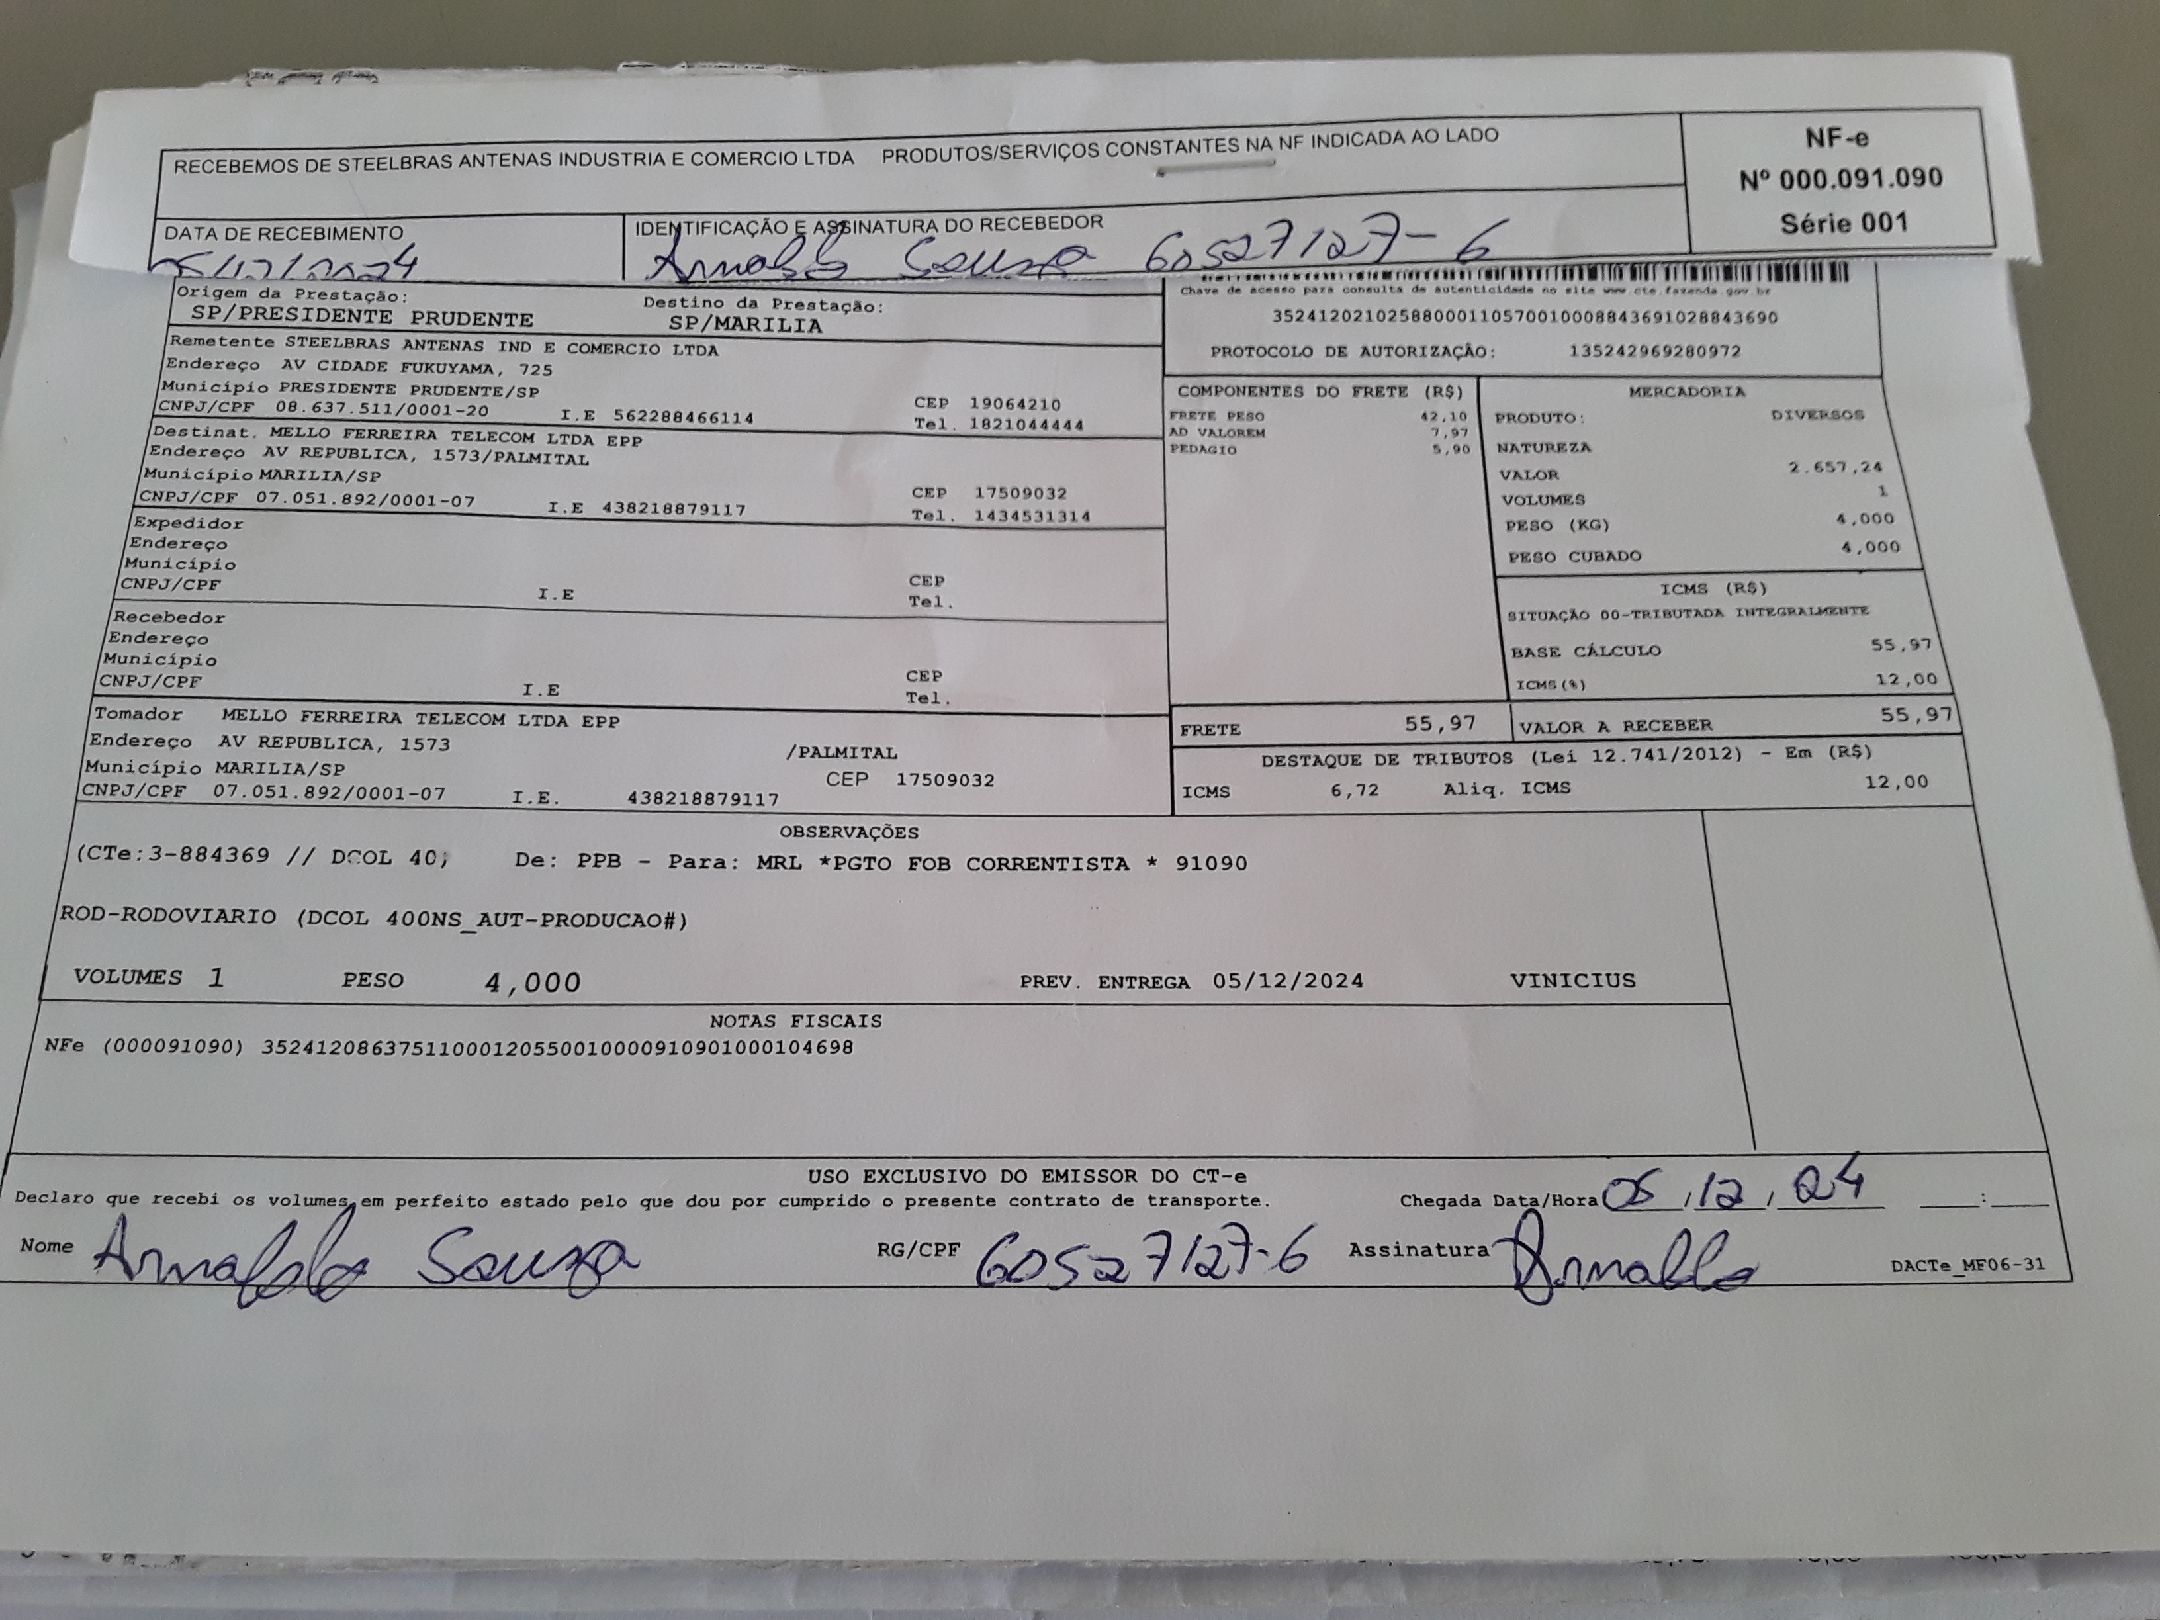 RECEBEMOS DE STEELBRAS ANTENAS INDUSTRIA E COMERCIO LTDA PRODUTOS/SERVIÇOS CONSTANTES NA NF INDICADA AO LADO
NF-e
Nº 000.091.090
Série 001
DATA DE RECEBIMENTO
05/12/2024
IDENTIFICAÇÃO E ASSINATURA DO RECEBEDOR
Arnaldo Souza 60527127-6
Origem da Prestação:
SP/PRESIDENTE PRUDENTE
Destino da Prestação:
SP/MARILIA
Chave de acesso para consulta de autenticidade no site www.cte.fazenda.gov.br
35241202102588000110570010008843691028843690
PROTOCOLO DE AUTORIZAÇÃO: 135242969280972
Remetente STEELBRAS ANTENAS IND E COMERCIO LTDA
Endereço AV CIDADE FUKUYAMA, 725
Município PRESIDENTE PRUDENTE/SP
CEP 19064210
CNPJ/CPF 08.637.511/0001-20 I.E 562288466114
Tel. 1821044444
Destinat. MELLO FERREIRA TELECOM LTDA EPP
Endereço AV REPUBLICA, 1573/PALMITAL
Município MARILIA/SP
CEP 17509032
CNPJ/CPF 07.051.892/0001-07 I.E 438218879117
Tel. 1434531314
Expedidor
Endereço
Município
CEP
CNPJ/CPF I.E
Tel.
Recebedor
Endereço
Município
CEP
CNPJ/CPF I.E
Tel.
Tomador MELLO FERREIRA TELECOM LTDA EPP
Endereço AV REPUBLICA, 1573 /PALMITAL
Município MARILIA/SP CEP 17509032
CNPJ/CPF 07.051.892/0001-07 I.E. 438218879117
COMPONENTES DO FRETE (R$)
FRETE PESO 42,10
AD VALOREM 7,97
PEDAGIO 5,90
MERCADORIA
PRODUTO: DIVERSOS
NATUREZA
VALOR 2.657,24
VOLUMES 1
PESO (KG) 4,000
PESO CUBADO 4,000
ICMS (R$)
SITUAÇÃO 00-TRIBUTADA INTEGRALMENTE
BASE CÁLCULO 55,97
ICMS(%) 12,00
FRETE 55,97
VALOR A RECEBER 55,97
DESTAQUE DE TRIBUTOS (Lei 12.741/2012) - Em (R$)
ICMS 6,72 Aliq. ICMS 12,00
OBSERVAÇÕES
(CTe:3-884369 // DCOL 40; De: PPB - Para: MRL *PGTO FOB CORRENTISTA * 91090
ROD-RODOVIARIO (DCOL 400NS_AUT-PRODUCAO#)
VOLUMES 1 PESO 4,000 PREV. ENTREGA 05/12/2024 VINICIUS
NOTAS FISCAIS
NFe (000091090) 35241208637511000120550010000910901000104698
USO EXCLUSIVO DO EMISSOR DO CT-e
Declaro que recebi os volumes em perfeito estado pelo que dou por cumprido o presente contrato de transporte.
Chegada Data/Hora 05/12/24 ____:____
Nome Arnaldo Souza RG/CPF 60527127-6 Assinatura Arnaldo
DACTe_MF06-31